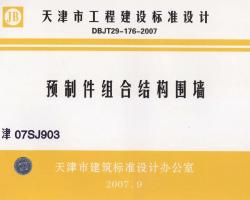 JB
天津市工程建设标准设计
DBJT29-176-2007
预制件组合结构围墙
津 07SJ903
天津市建筑标准设计办公室
2007.9